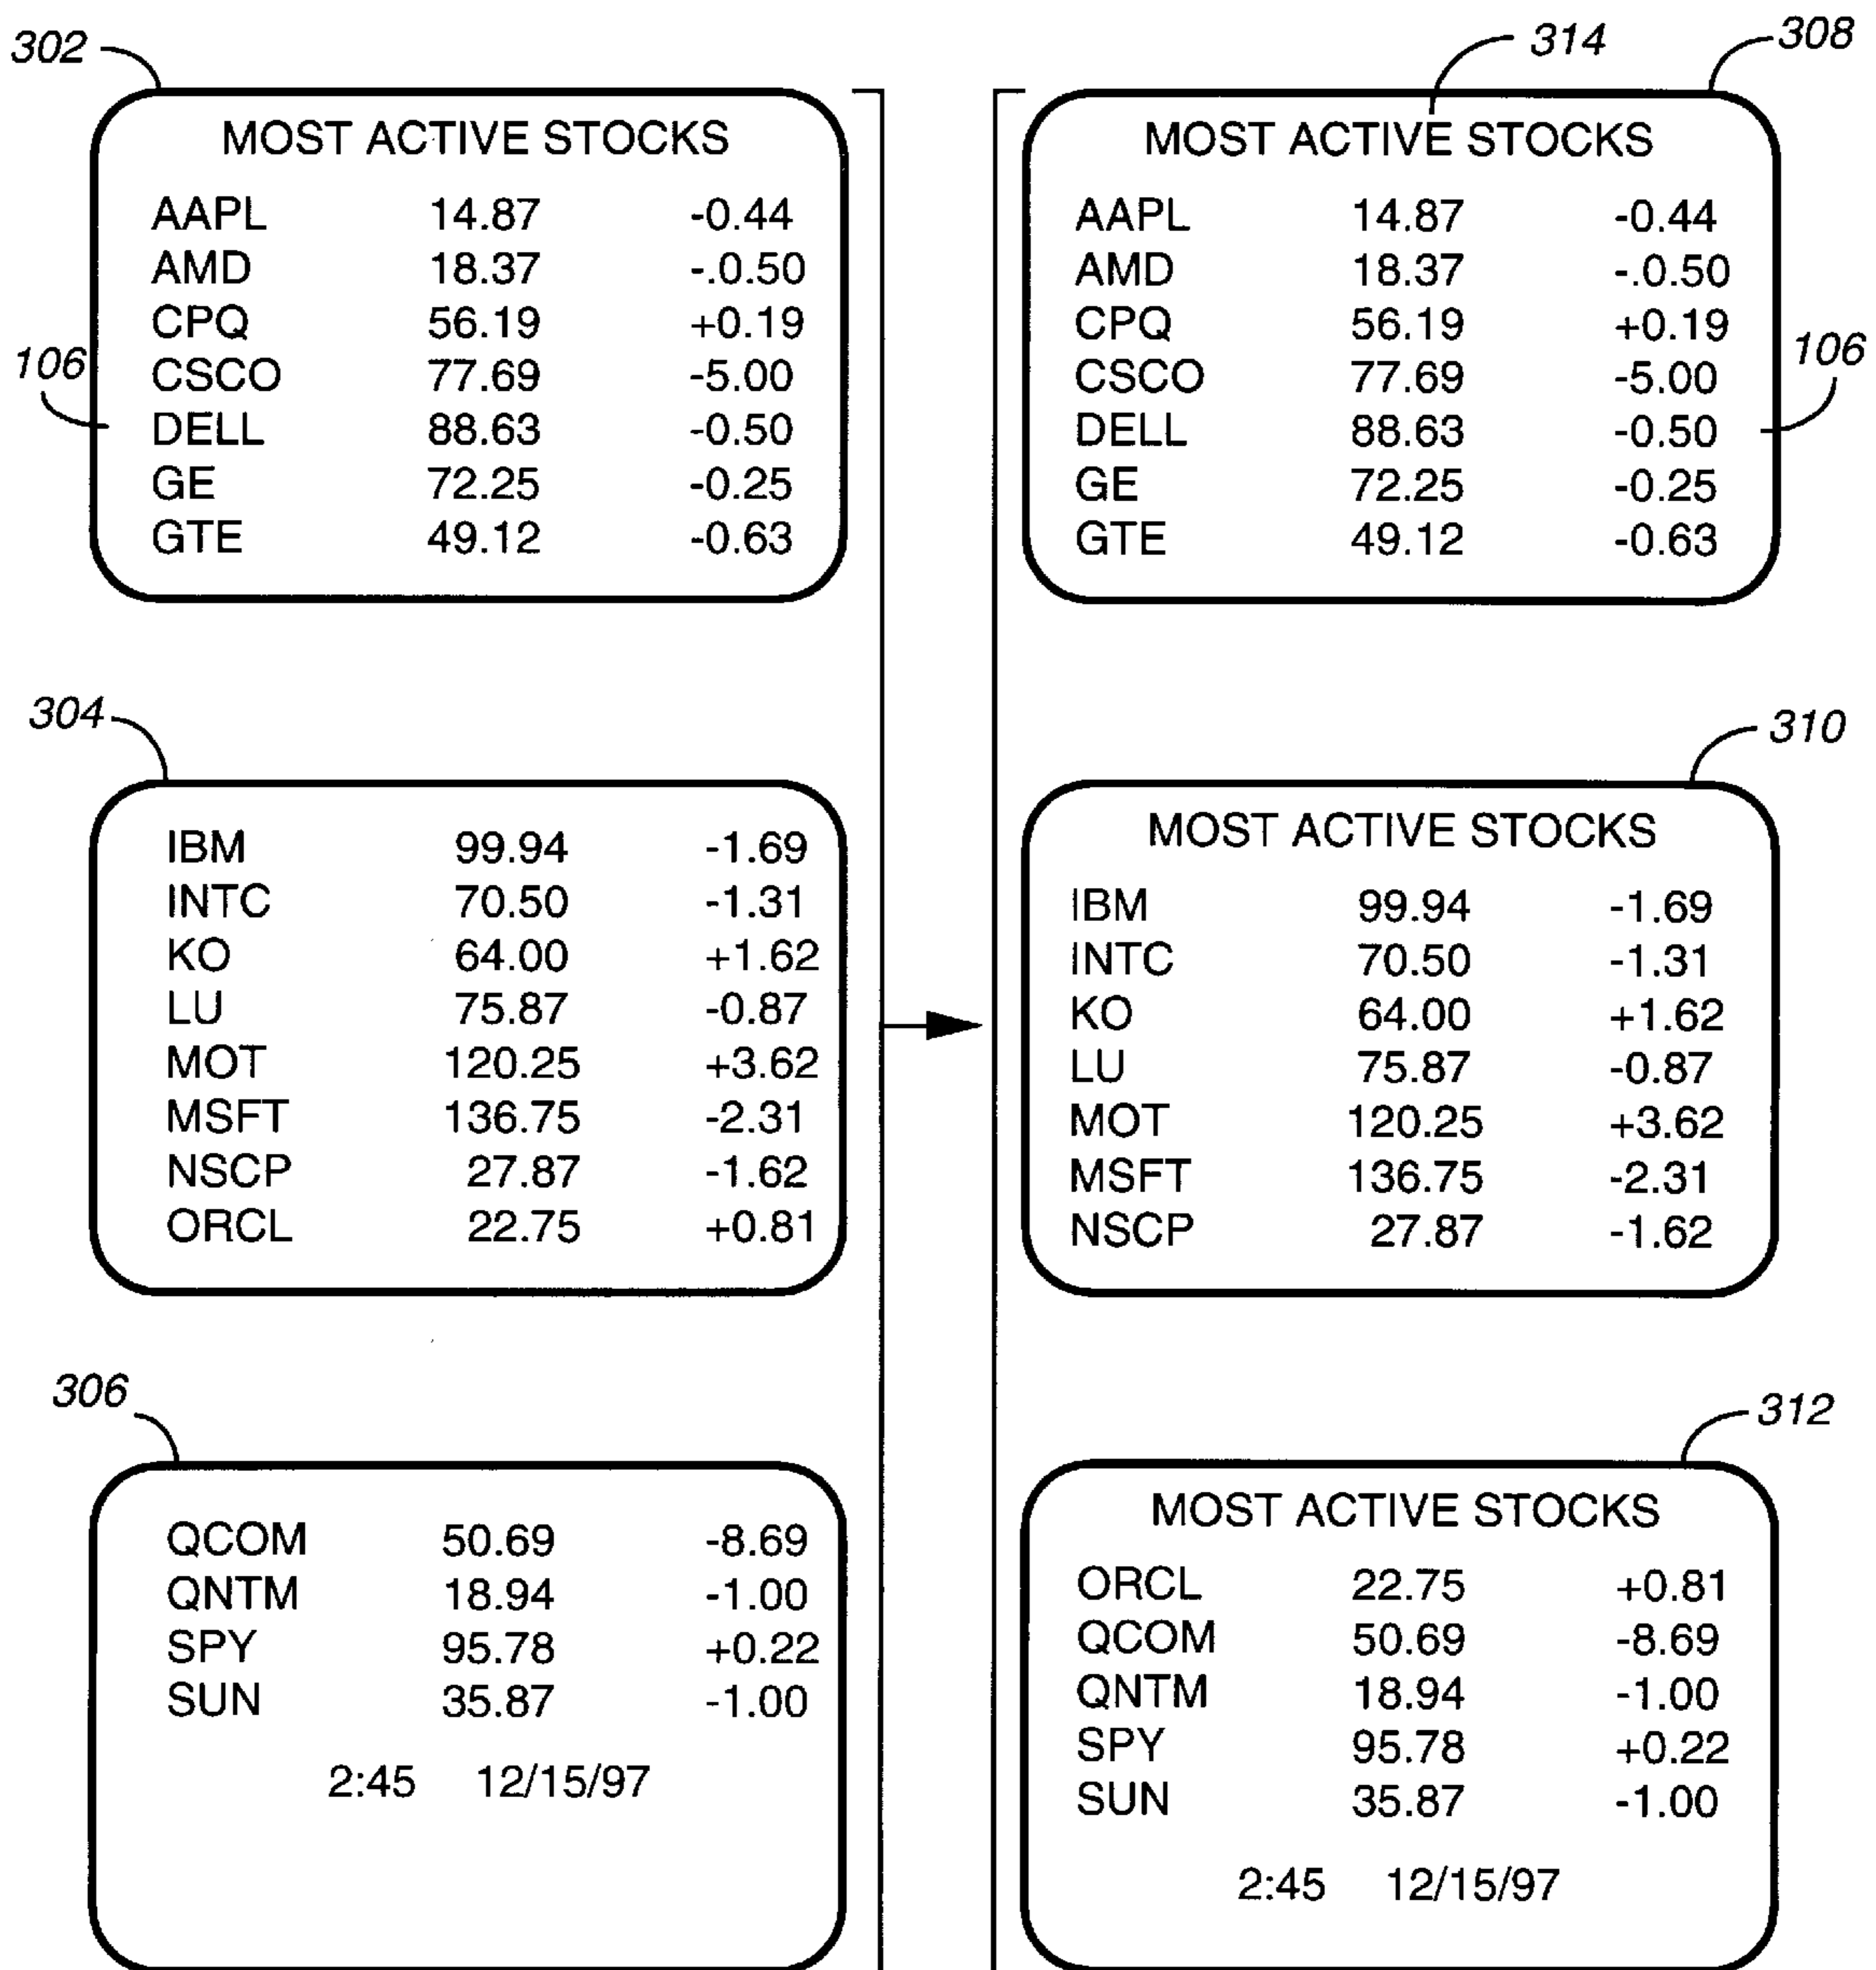 302
MOST ACTIVE STOCKS
AAPL 14.87 -0.44
AMD 18.37 -.0.50
CPQ 56.19 +0.19
106
CSCO 77.69 -5.00
DELL 88.63 -0.50
GE 72.25 -0.25
GTE 49.12 -0.63
304
IBM 99.94 -1.69
INTC 70.50 -1.31
KO 64.00 +1.62
LU 75.87 -0.87
MOT 120.25 +3.62
MSFT 136.75 -2.31
NSCP 27.87 -1.62
ORCL 22.75 +0.81
306
QCOM 50.69 -8.69
QNTM 18.94 -1.00
SPY 95.78 +0.22
SUN 35.87 -1.00
2:45 12/15/97
314
308
MOST ACTIVE STOCKS
AAPL 14.87 -0.44
AMD 18.37 -.0.50
CPQ 56.19 +0.19
106
CSCO 77.69 -5.00
DELL 88.63 -0.50
GE 72.25 -0.25
GTE 49.12 -0.63
310
MOST ACTIVE STOCKS
IBM 99.94 -1.69
INTC 70.50 -1.31
KO 64.00 +1.62
LU 75.87 -0.87
MOT 120.25 +3.62
MSFT 136.75 -2.31
NSCP 27.87 -1.62
312
MOST ACTIVE STOCKS
ORCL 22.75 +0.81
QCOM 50.69 -8.69
QNTM 18.94 -1.00
SPY 95.78 +0.22
SUN 35.87 -1.00
2:45 12/15/97